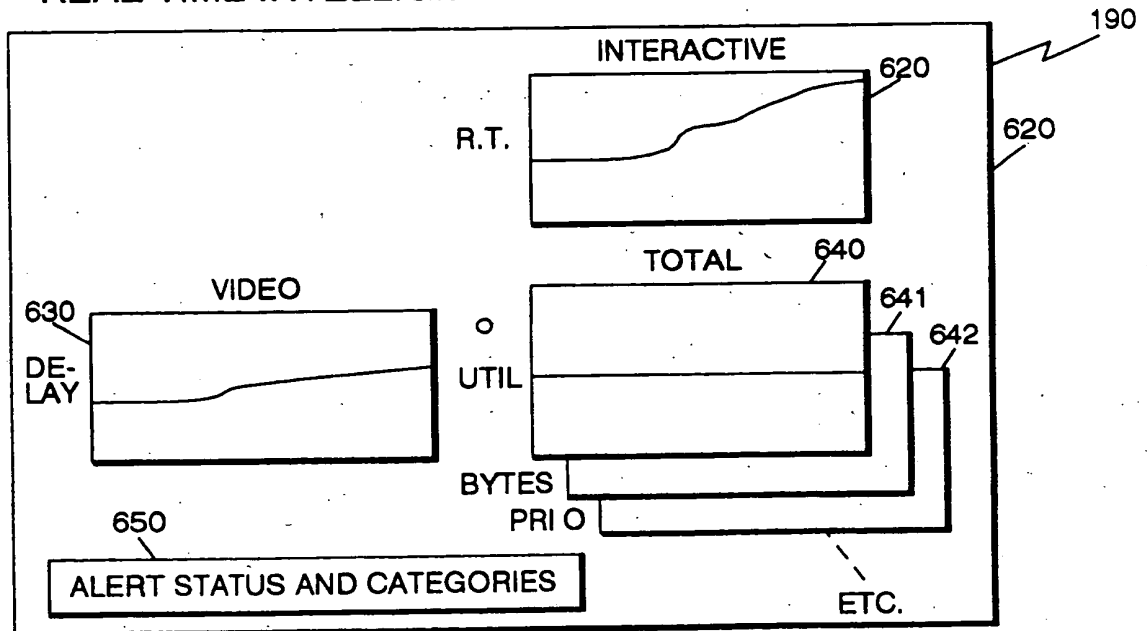 190
INTERACTIVE
620
R.T.
620
TOTAL
640
VIDEO
630
641
642
DE-
LAY
UTIL
BYTES
PRI O
650
ALERT STATUS AND CATEGORIES
ETC.